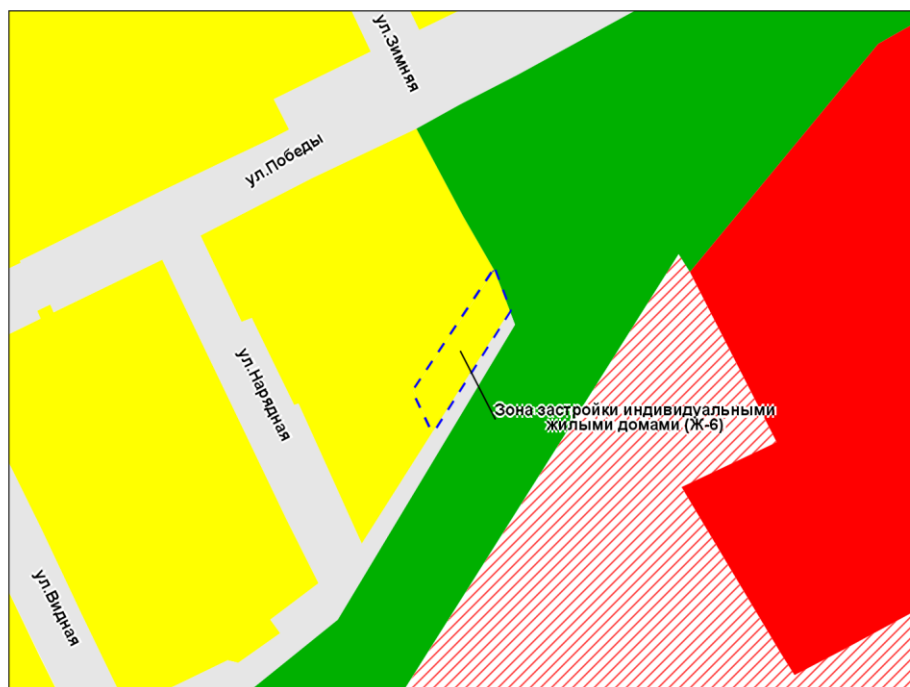 ул.Зимняя
ул.Победы
ул.Нарядная
Зона застройки индивидуальными
жилыми домами (Ж-6)
ул.Видная